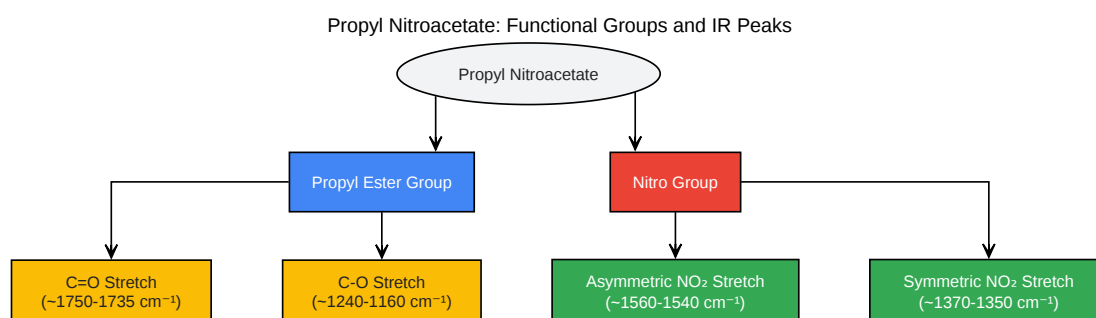 Propyl Nitroacetate: Functional Groups and IR Peaks
Propyl Nitroacetate
Propyl Ester Group
Nitro Group
C=O Stretch
(~1750-1735 cm⁻¹)
C-O Stretch
(~1240-1160 cm⁻¹)
Asymmetric NO₂ Stretch
(~1560-1540 cm⁻¹)
Symmetric NO₂ Stretch
(~1370-1350 cm⁻¹)